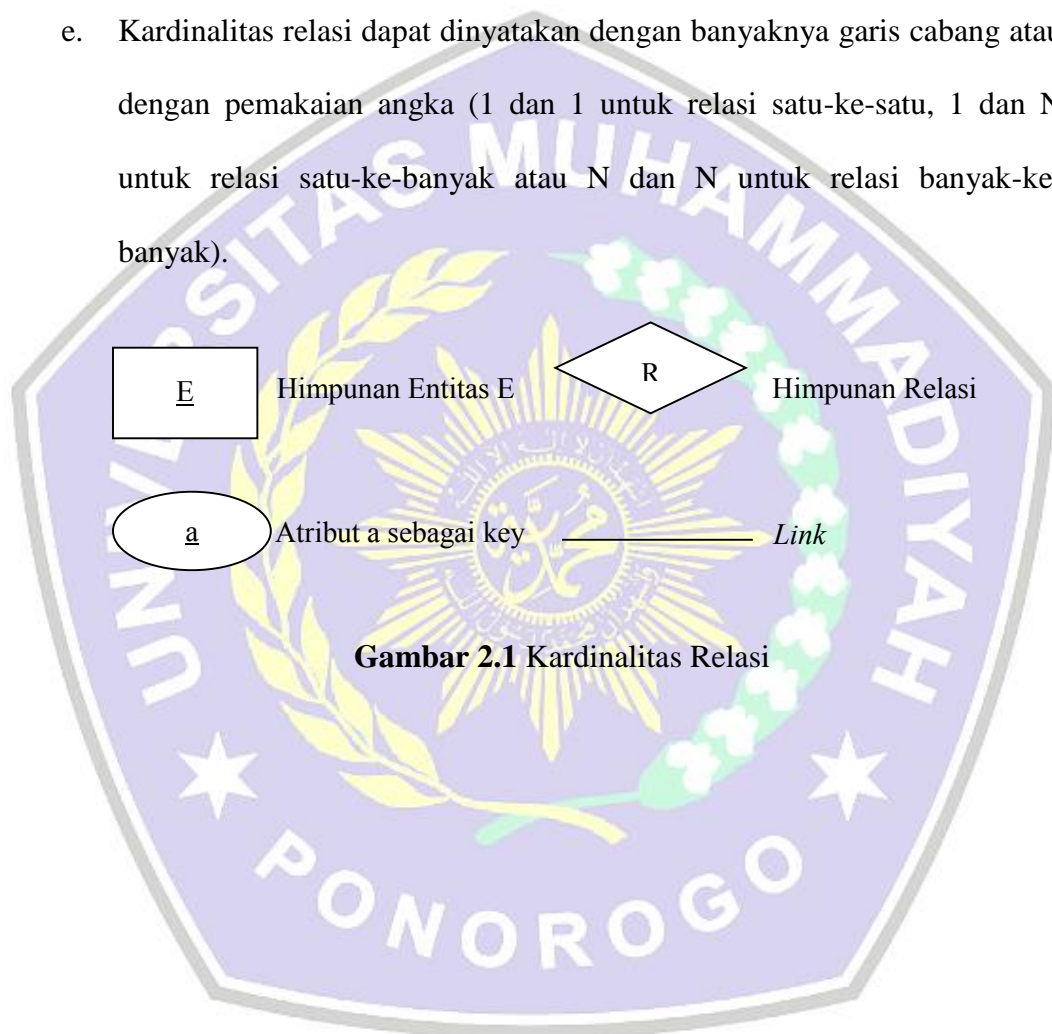 e. Kardinalitas relasi dapat dinyatakan dengan banyaknya garis cabang atau
dengan pemakaian angka (1 dan 1 untuk relasi satu-ke-satu, 1 dan N
untuk relasi satu-ke-banyak atau N dan N untuk relasi banyak-ke-
banyak).
UNIVERSITAS MUHAMMADIYAH
E Himpunan Entitas E R Himpunan Relasi
a Atribut a sebagai key Link
محمد
Gambar 2.1 Kardinalitas Relasi
PONOROGO